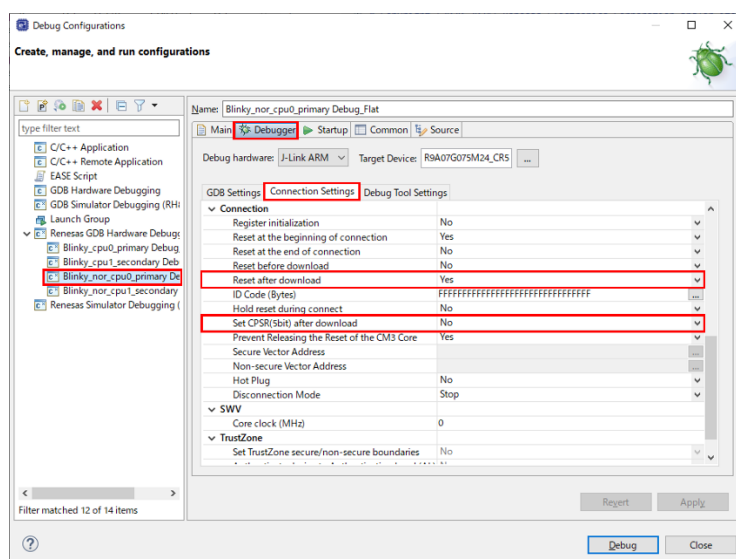 Debug Configurations
Create, manage, and run configurations
type filter text
C/C++ Application
C/C++ Remote Application
EASE Script
GDB Hardware Debugging
GDB Simulator Debugging (RH
Launch Group
Renesas GDB Hardware Debugg
Blinky_cpu0_primary Debug
Blinky_cpu1_secondary Deb
Blinky_nor_cpu0_primary De
Blinky_nor_cpu1_secondary
Renesas Simulator Debugging (
Filter matched 12 of 14 items
Name: Blinky_nor_cpu0_primary Debug_Flat
Main Debugger Startup Common Source
Debug hardware: J-Link ARM Target Device: R9A07G075M24_CR5 ...
GDB Settings Connection Settings Debug Tool Settings
Connection
Register initialization No
Reset at the beginning of connection Yes
Reset at the end of connection No
Reset before download No
Reset after download Yes
ID Code (Bytes) FFFFFFFFFFFFFFFFFFFFFFFFFFFFFFFF ...
Hold reset during connect No
Set CPSR(5bit) after download No
Prevent Releasing the Reset of the CM3 Core Yes
Secure Vector Address ...
Non-secure Vector Address ...
Hot Plug No
Disconnection Mode Stop
SWV
Core clock (MHz) 0
TrustZone
Set TrustZone secure/non-secure boundaries No
Revert Apply
Debug Close